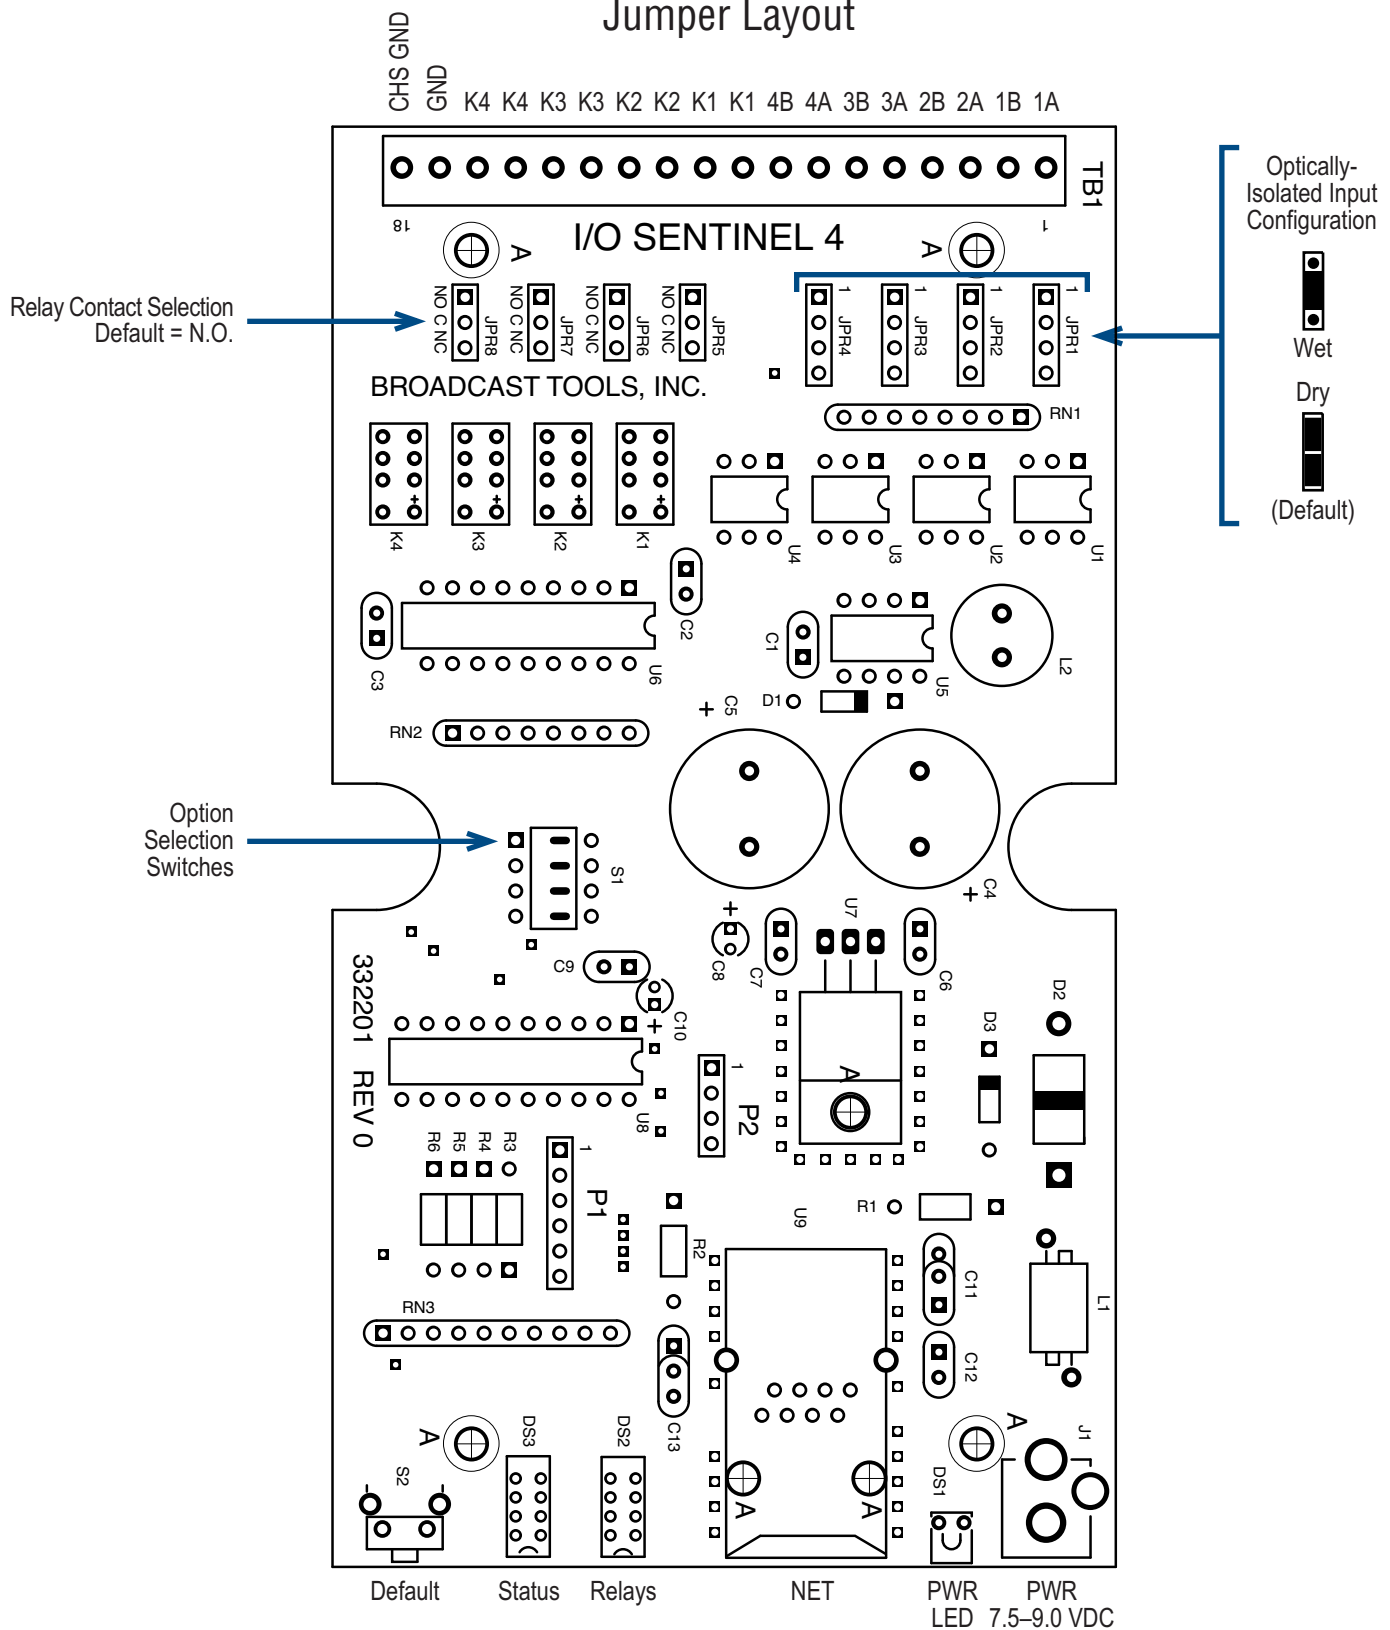 Jumper Layout
CHS GND
GND
K4 K4 K3 K3 K2 K2 K1 K1 4B 4A 3B 3A 2B 2A 1B 1A
TB1
18
1
A
I/O SENTINEL 4
A
Optically-
Isolated Input
Configuration
Wet
Dry
(Default)
Relay Contact Selection
Default = N.O.
NO C NC
JPR8
NO C NC
JPR7
NO C NC
JPR6
NO C NC
JPR5
1
JPR4
1
JPR3
1
JPR2
1
JPR1
BROADCAST TOOLS, INC.
RN1
+
+
+
+
K4
K3
K2
K1
U4
U3
U2
U1
C3
U6
C2
C1
U5
L2
D1
+ C5
RN2
Option
Selection
Switches
S1
+ C4
+
C8
C7
U7
C6
C9
C10
+
332201 REV 0
D3
D2
U8
1
P2
A
R6
R5
R4
R3
1
P1
R2
U9
R1
C11
L1
RN3
C13
C12
A
S2
DS3
DS2
A
A
DS1
A
J1
Default
Status
Relays
NET
PWR
LED
PWR
7.5–9.0 VDC